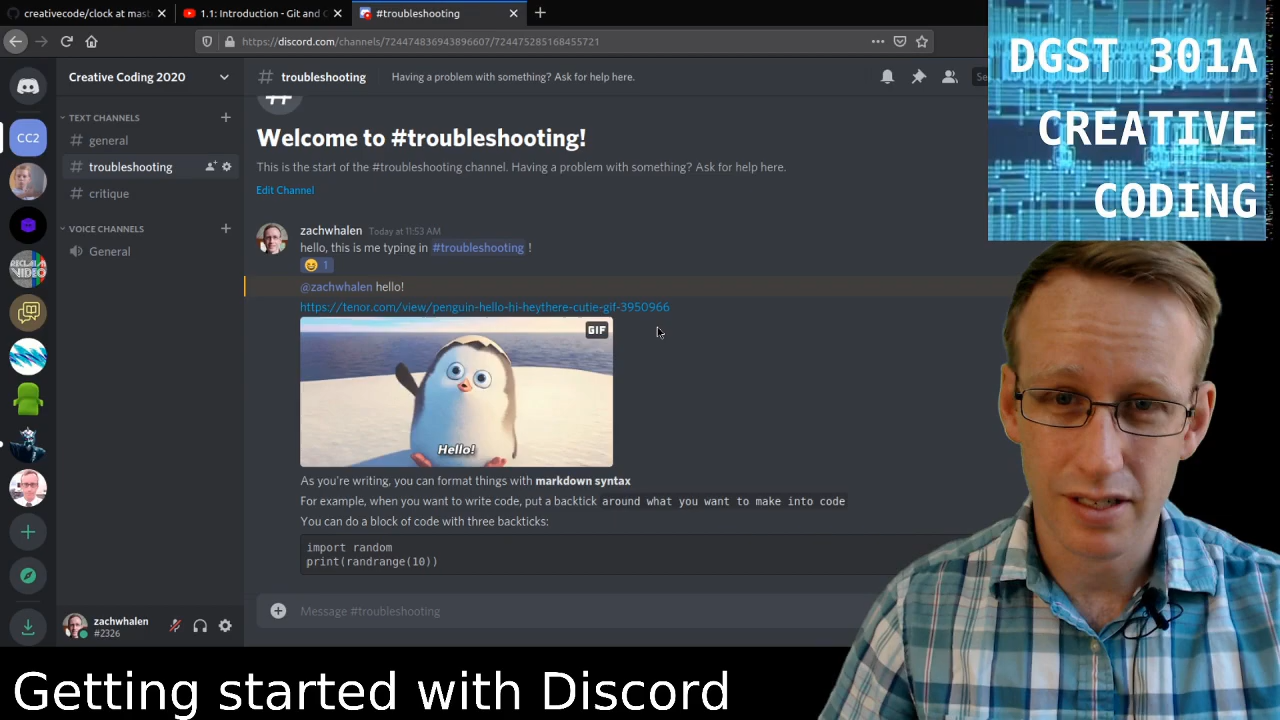 creativecode/clock at mast
1.1: Introduction - Git and G
#troubleshooting
https://discord.com/channels/724474836943896607/724475285168455721
Creative Coding 2020
# troubleshooting
Having a problem with something? Ask for help here.
Se
CC2
TEXT CHANNELS
# general
# troubleshooting
# critique
VOICE CHANNELS
General
Welcome to #troubleshooting!
This is the start of the #troubleshooting channel. Having a problem with something? Ask for help here.
Edit Channel
zachwhalen Today at 11:53 AM
hello, this is me typing in #troubleshooting !
1
@zachwhalen hello!
https://tenor.com/view/penguin-hello-hi-heythere-cutie-gif-3950966
GIF
Hello!
As you're writing, you can format things with markdown syntax
For example, when you want to write code, put a backtick around what you want to make into code
You can do a block of code with three backticks:
import random
print(randrange(10))
Message #troubleshooting
RECLAIM
VIDEO
zachwhalen
#2326
DGST 301A
CREATIVE
CODING
Getting started with Discord